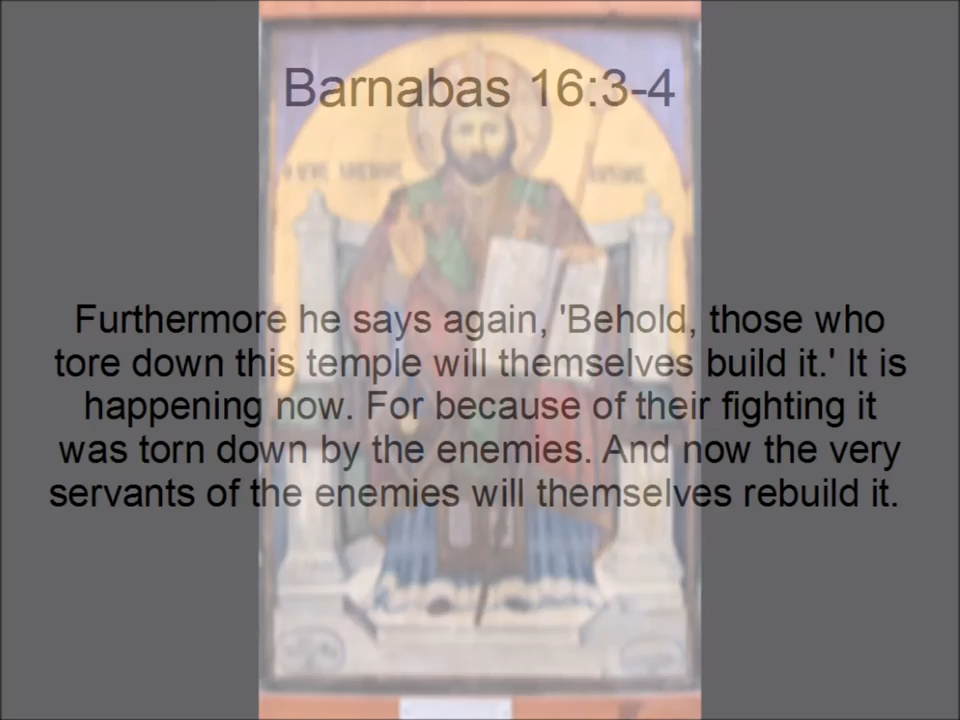 Barnabas 16:3-4
Furthermore he says again, 'Behold, those who
tore down this temple will themselves build it.' It is
happening now. For because of their fighting it
was torn down by the enemies. And now the very
servants of the enemies will themselves rebuild it.